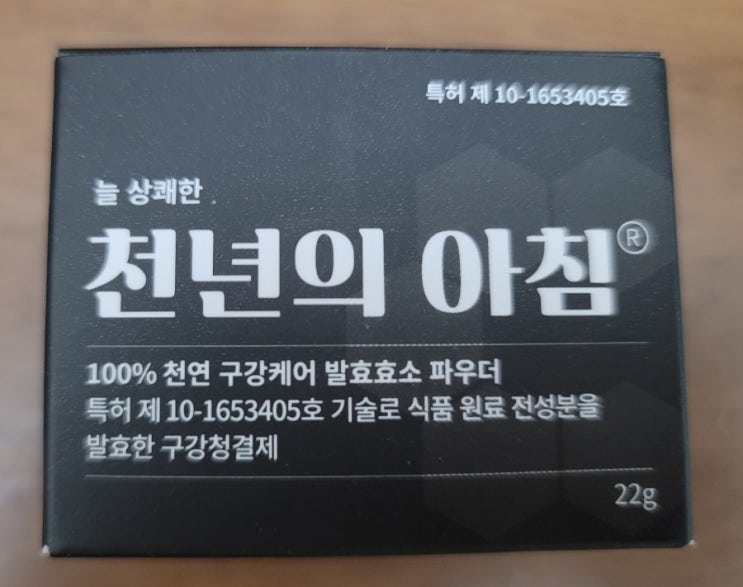 특허 제 10-1653405호
늘 상쾌한
천년의 아침®
100% 천연 구강케어 발효효소 파우더
특허 제 10-1653405호 기술로 식품 원료 전성분을
발효한 구강청결제
22g